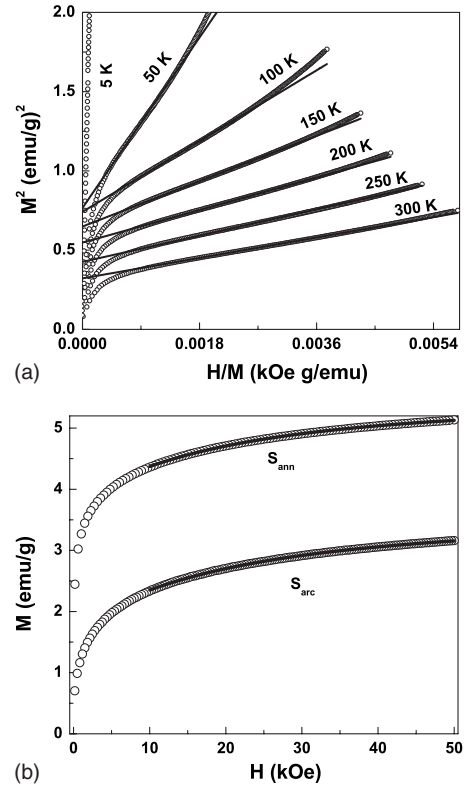 2.0
1.5
1.0
0.5
0.0
M² (emu/g)²
5 K
50 K
100 K
150 K
200 K
250 K
300 K
0.0000 0.0018 0.0036 0.0054
(a) H/M (kOe g/emu)
5
4
3
2
1
0
M (emu/g)
Sann
Sarc
0 10 20 30 40 50
(b) H (kOe)